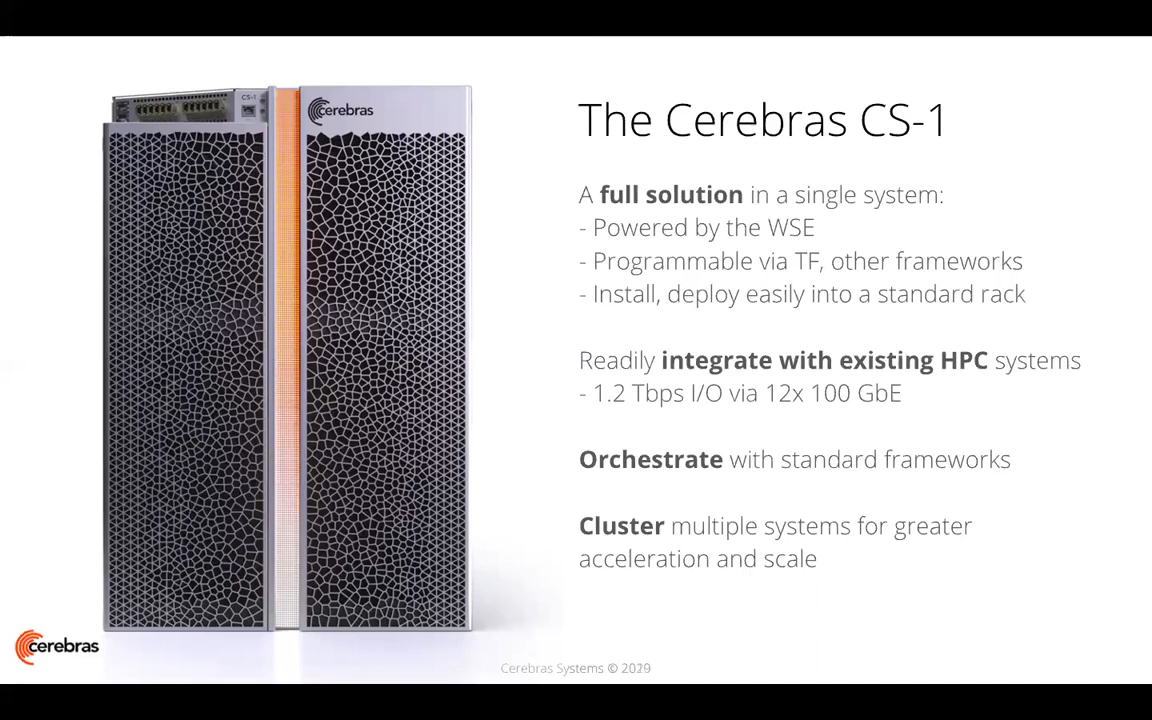 CS-1
cerebras
The Cerebras CS-1
A full solution in a single system:
- Powered by the WSE
- Programmable via TF, other frameworks
- Install, deploy easily into a standard rack
Readily integrate with existing HPC systems
- 1.2 Tbps I/O via 12x 100 GbE
Orchestrate with standard frameworks
Cluster multiple systems for greater
acceleration and scale
cerebras
Cerebras Systems ©